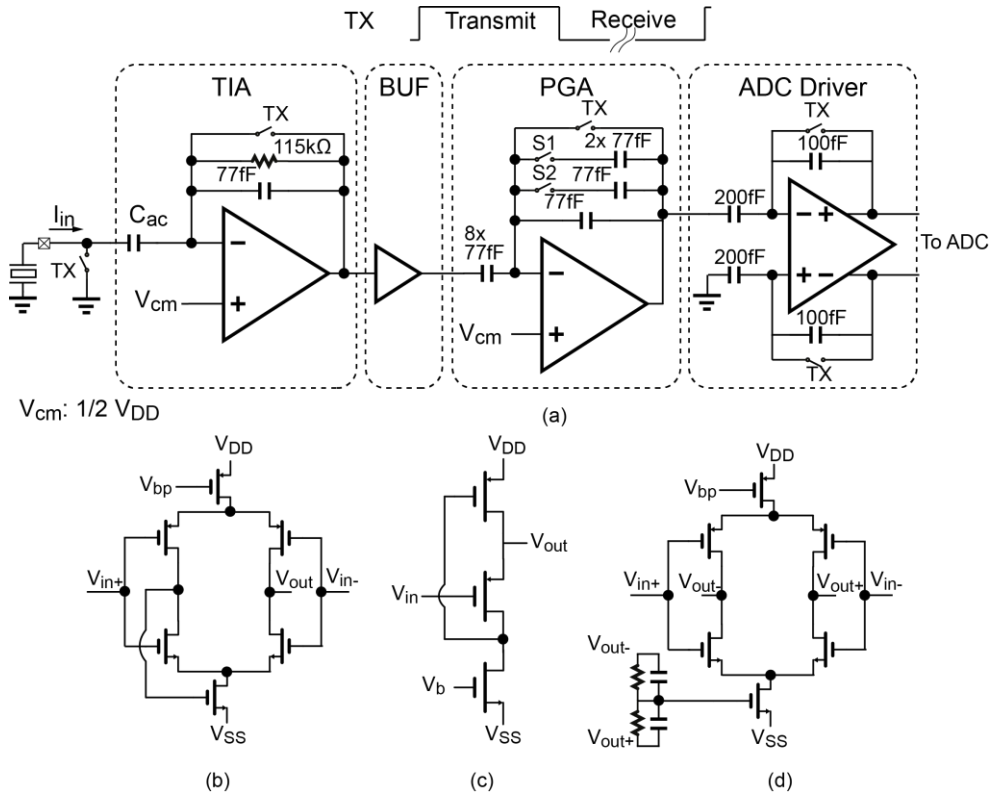 TX Transmit Receive
TIA BUF PGA ADC Driver
TX TX TX
115kΩ 2x 77fF 100fF
S1
77fF S2 77fF
77fF 200fF
I_in C_ac
8x
77fF
TX
V_cm V_cm
200fF
To ADC
100fF
TX
− + − + − + + −
V_cm: 1/2 V_DD
(a)
V_DD V_DD V_DD
V_bp V_bp
V_in+ V_out V_in-
V_in V_out
V_in+ V_out- V_out+ V_in-
V_b
V_out-
V_out+
V_SS V_SS V_SS
(b) (c) (d)